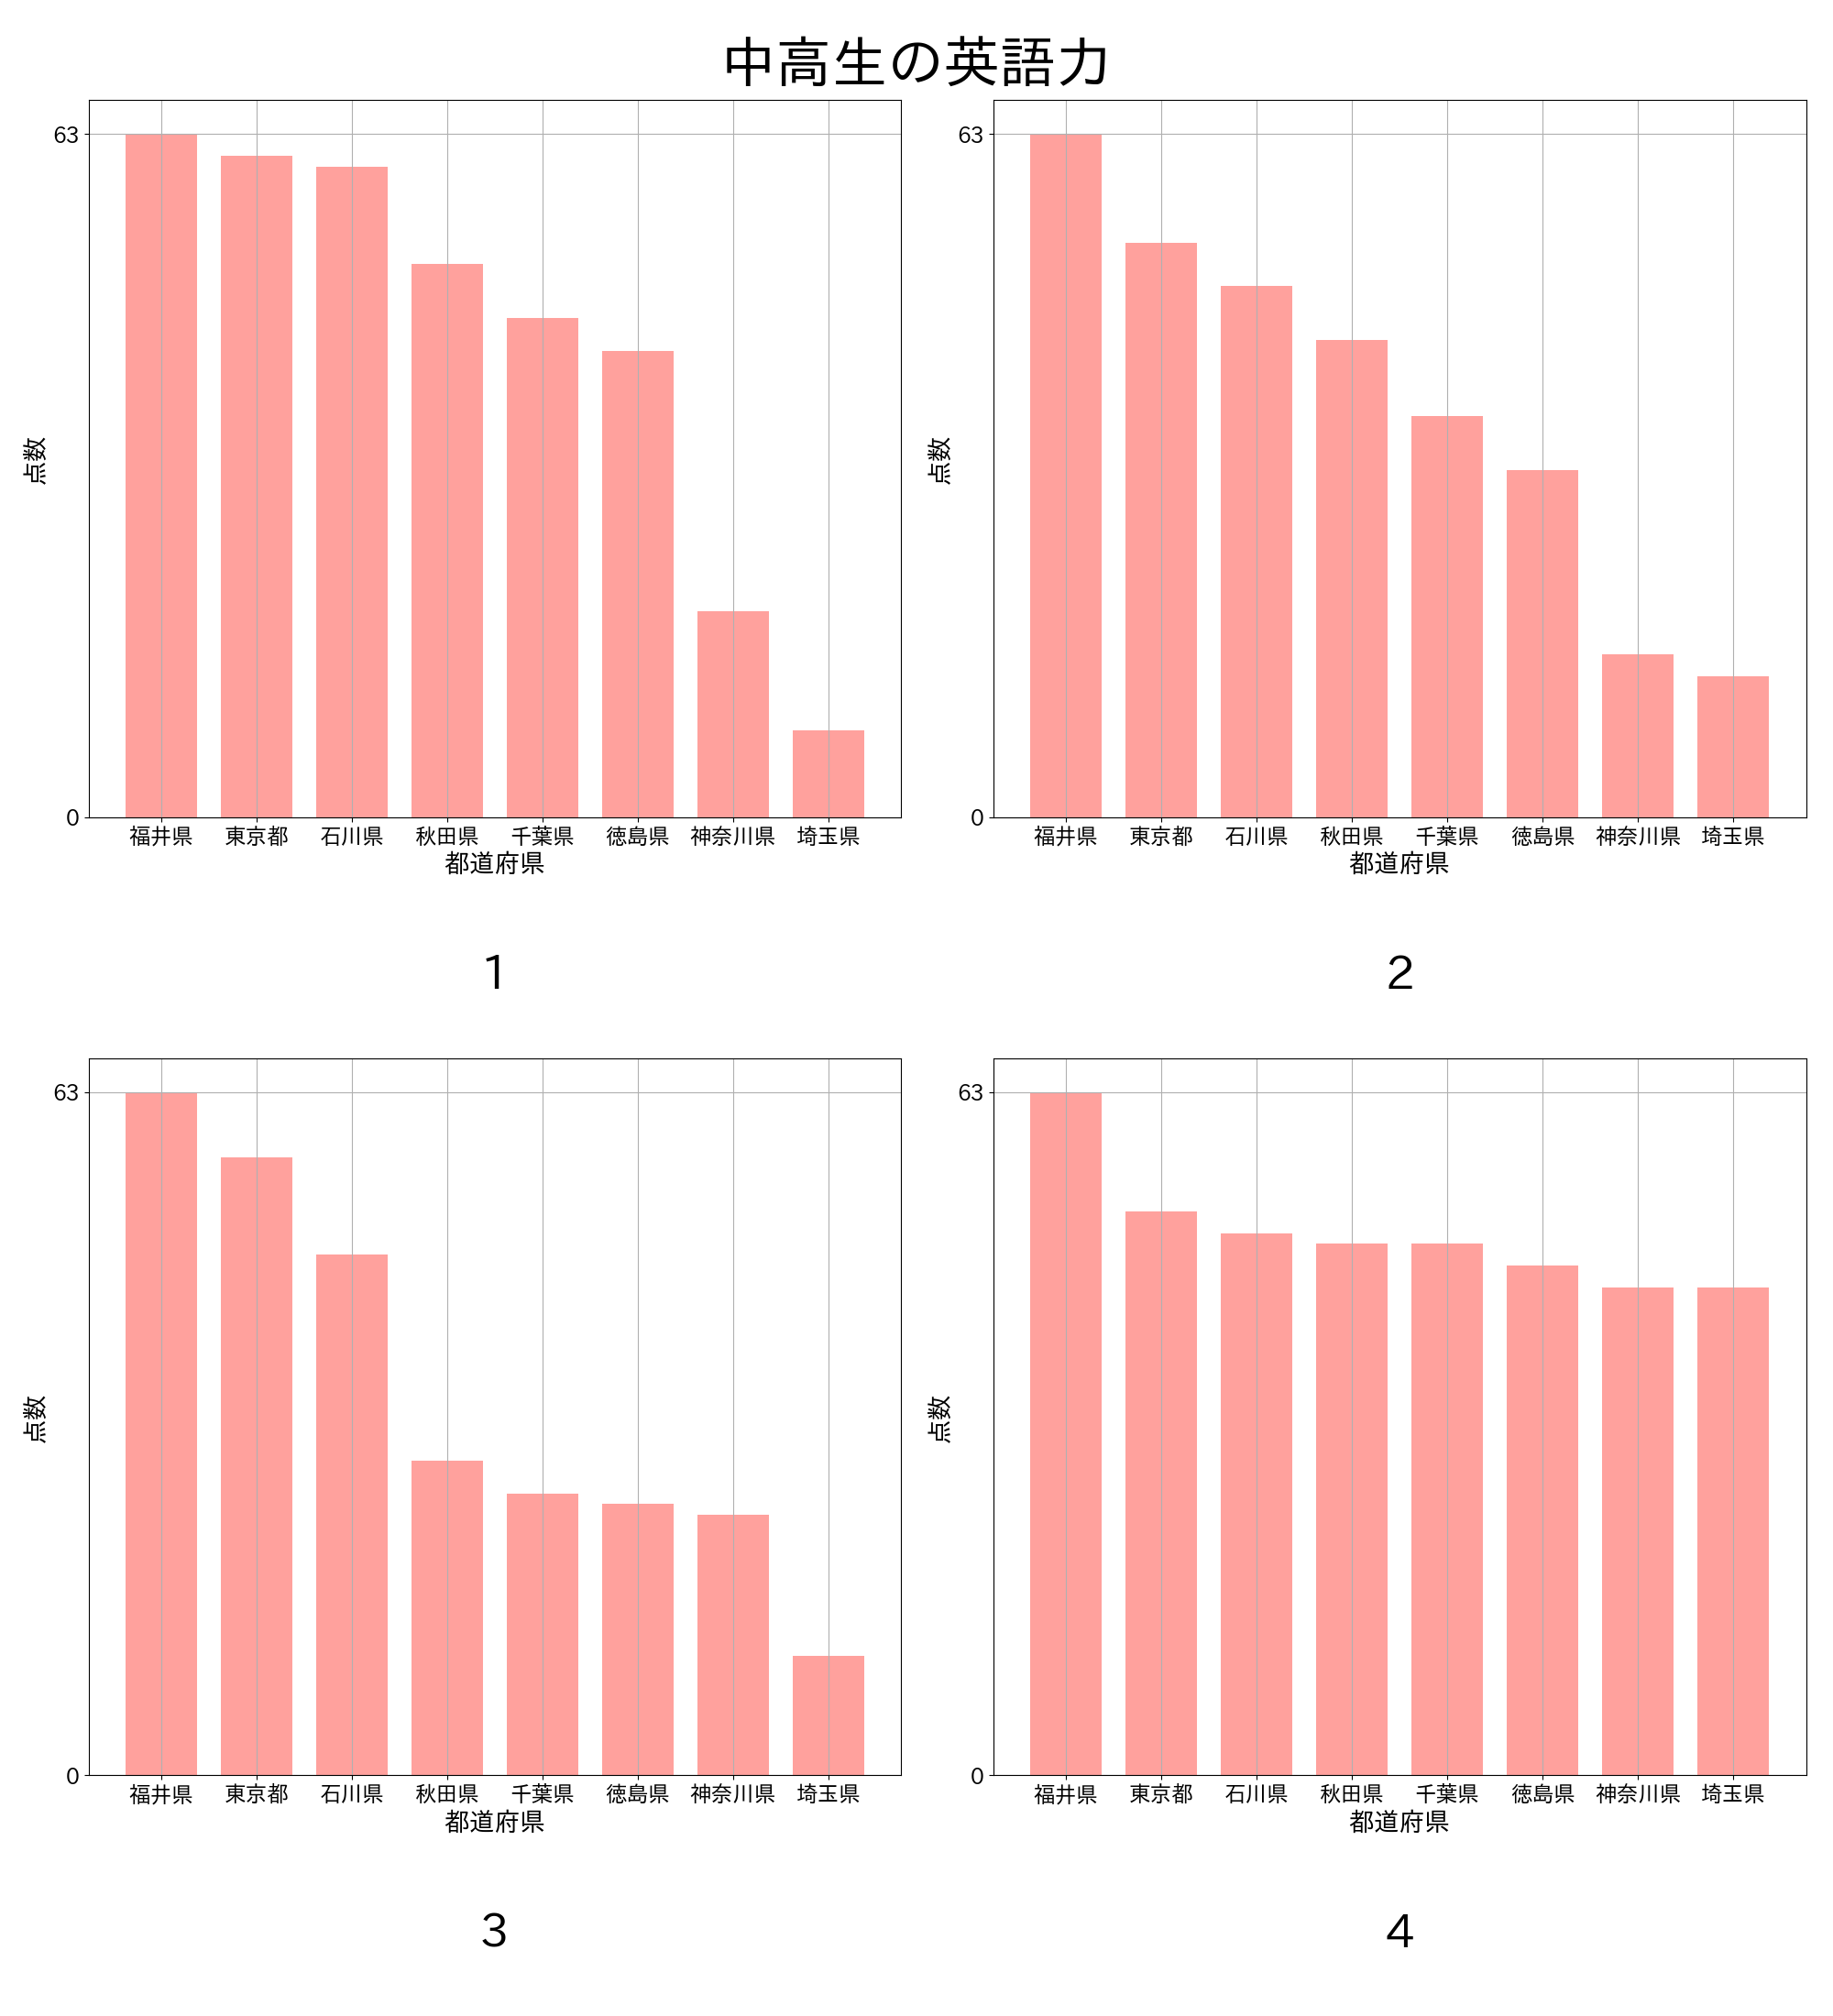 中高生の英語力
63
0
点数
福井県 東京都 石川県 秋田県 千葉県 徳島県 神奈川県 埼玉県
都道府県
1
63
0
点数
福井県 東京都 石川県 秋田県 千葉県 徳島県 神奈川県 埼玉県
都道府県
2
63
0
点数
福井県 東京都 石川県 秋田県 千葉県 徳島県 神奈川県 埼玉県
都道府県
3
63
0
点数
福井県 東京都 石川県 秋田県 千葉県 徳島県 神奈川県 埼玉県
都道府県
4